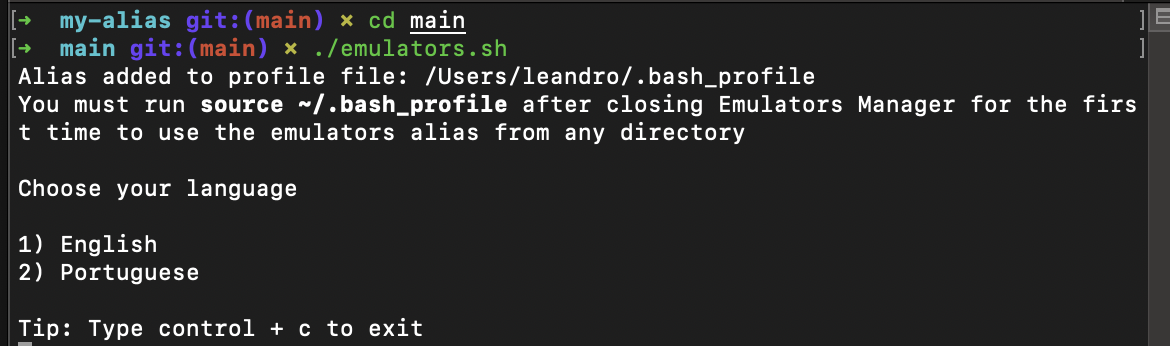 [➜  my-alias git:(main) × cd main ]
[➜  main git:(main) × ./emulators.sh ]
Alias added to profile file: /Users/leandro/.bash_profile
You must run source ~/.bash_profile after closing Emulators Manager for the firs
t time to use the emulators alias from any directory
Choose your language
1) English
2) Portuguese
Tip: Type control + c to exit